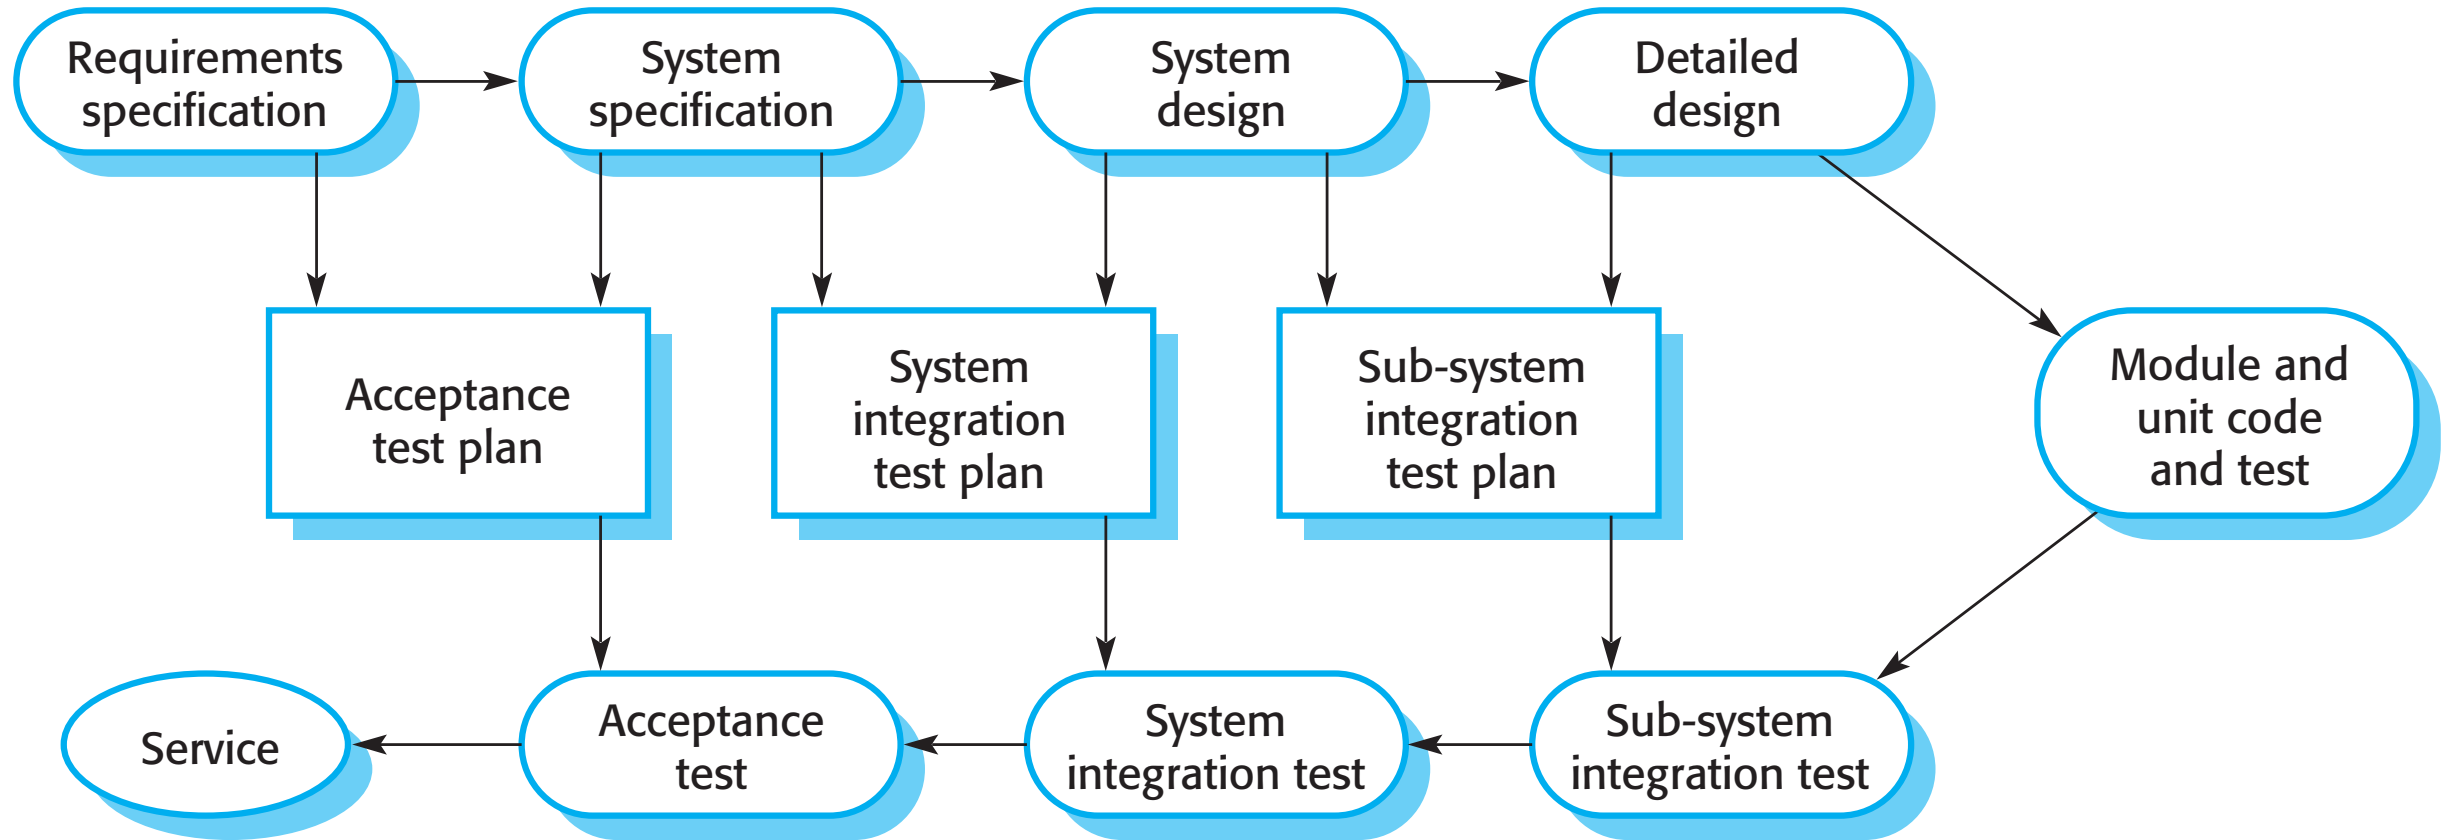 Requirements
specification
System
specification
System
design
Detailed
design
Acceptance
test plan
System
integration
test plan
Sub-system
integration
test plan
Module and
unit code
and test
Service
Acceptance
test
System
integration test
Sub-system
integration test